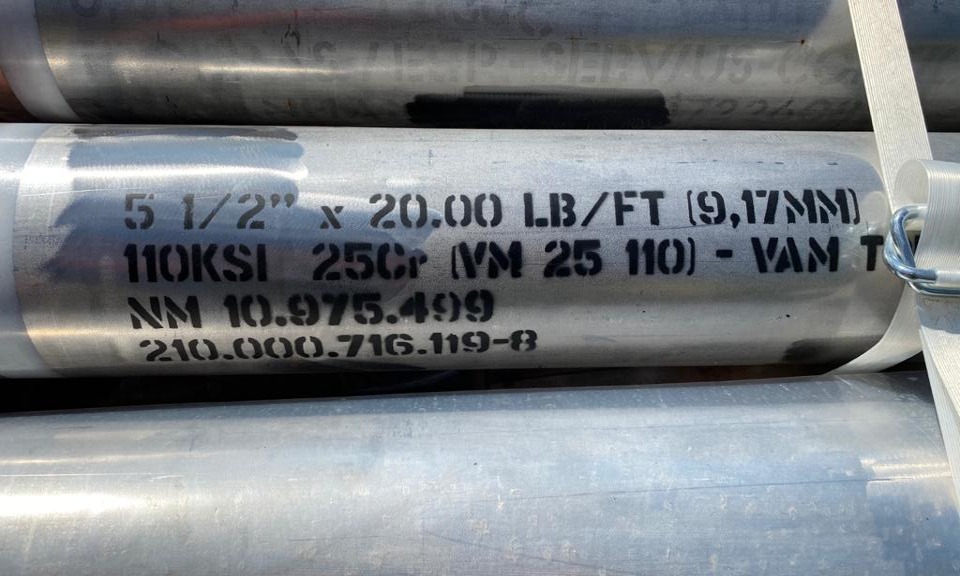 5 1/2" x 20.00 LB/FT (9,17MM)
110KSI 25Cr (VM 25 110) - VAM T
NM 10.975.499
210.000.716.119-8